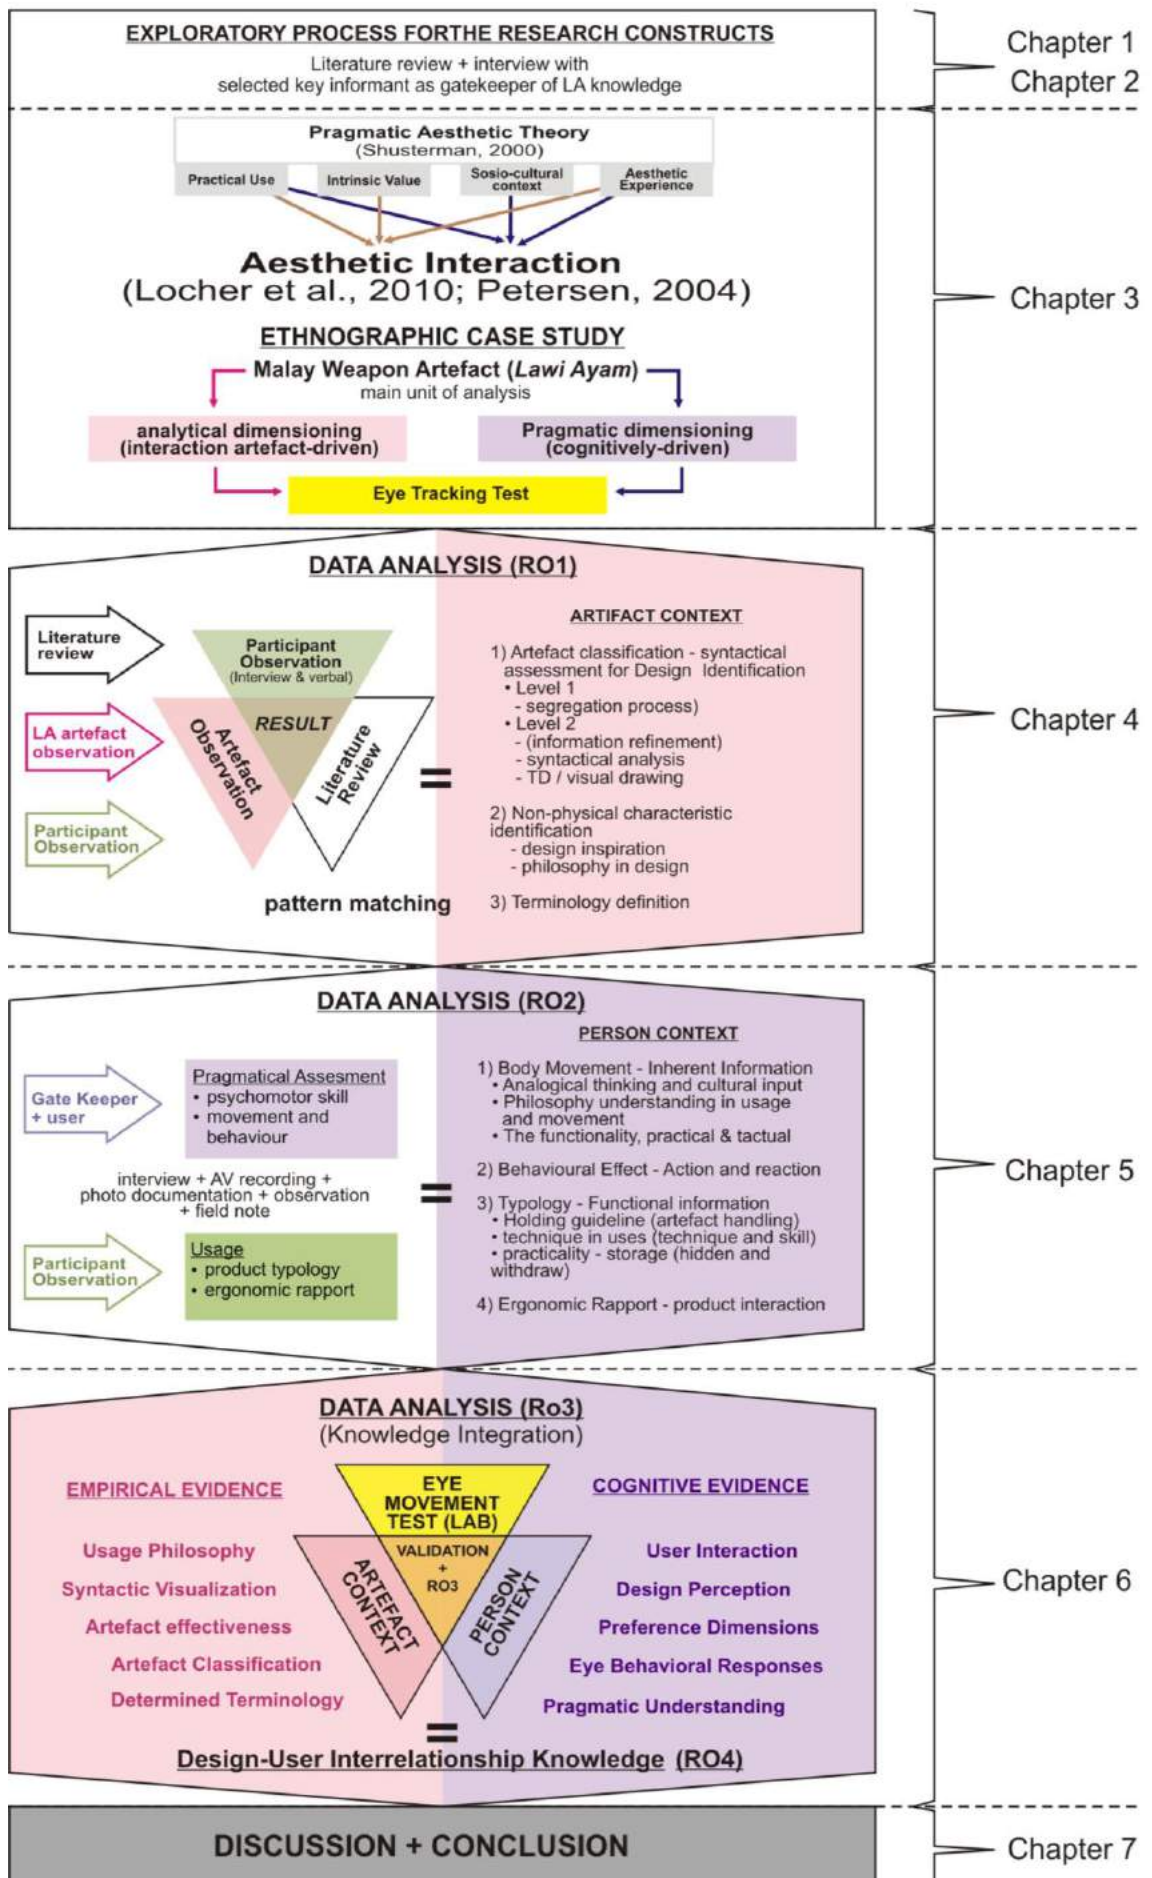 EXPLORATORY PROCESS FORTHE RESEARCH CONSTRUCTS
Literature review + interview with
selected key informant as gatekeeper of LA knowledge
Chapter 1
Chapter 2
Pragmatic Aesthetic Theory
(Shusterman, 2000)
Practical Use
Intrinsic Value
Sosio-cultural
context
Aesthetic
Experience
Aesthetic Interaction
(Locher et al., 2010; Petersen, 2004)
ETHNOGRAPHIC CASE STUDY
Malay Weapon Artefact (Lawi Ayam)
main unit of analysis
analytical dimensioning
(interaction artefact-driven)
Pragmatic dimensioning
(cognitively-driven)
Eye Tracking Test
Chapter 3
DATA ANALYSIS (RO1)
Literature
review
LA artefact
observation
Participant
Observation
Participant
Observation
(Interview & verbal)
RESULT
Artefact
Observation
Literature
Review
=
pattern matching
ARTIFACT CONTEXT
1) Artefact classification - syntactical
assessment for Design Identification
• Level 1
- segregation process)
• Level 2
- (information refinement)
- syntactical analysis
- TD / visual drawing
2) Non-physical characteristic
identification
- design inspiration
- philosophy in design
3) Terminology definition
Chapter 4
DATA ANALYSIS (RO2)
Gate Keeper
+ user
Pragmatical Assesment
• psychomotor skill
• movement and
behaviour
interview + AV recording +
photo documentation + observation
+ field note
Participant
Observation
Usage
• product typology
• ergonomic rapport
=
PERSON CONTEXT
1) Body Movement - Inherent Information
• Analogical thinking and cultural input
• Philosophy understanding in usage
and movement
• The functionality, practical & tactual
2) Behavioural Effect - Action and reaction
3) Typology - Functional information
• Holding guideline (artefact handling)
• technique in uses (technique and skill)
• practicality - storage (hidden and
withdraw)
4) Ergonomic Rapport - product interaction
Chapter 5
DATA ANALYSIS (Ro3)
(Knowledge Integration)
EMPIRICAL EVIDENCE
Usage Philosophy
Syntactic Visualization
Artefact effectiveness
Artefact Classification
Determined Terminology
EYE
MOVEMENT
TEST (LAB)
VALIDATION
+
RO3
ARTEFACT
CONTEXT
PERSON
CONTEXT
COGNITIVE EVIDENCE
User Interaction
Design Perception
Preference Dimensions
Eye Behavioral Responses
Pragmatic Understanding
=
Design-User Interrelationship Knowledge (RO4)
Chapter 6
DISCUSSION + CONCLUSION
Chapter 7